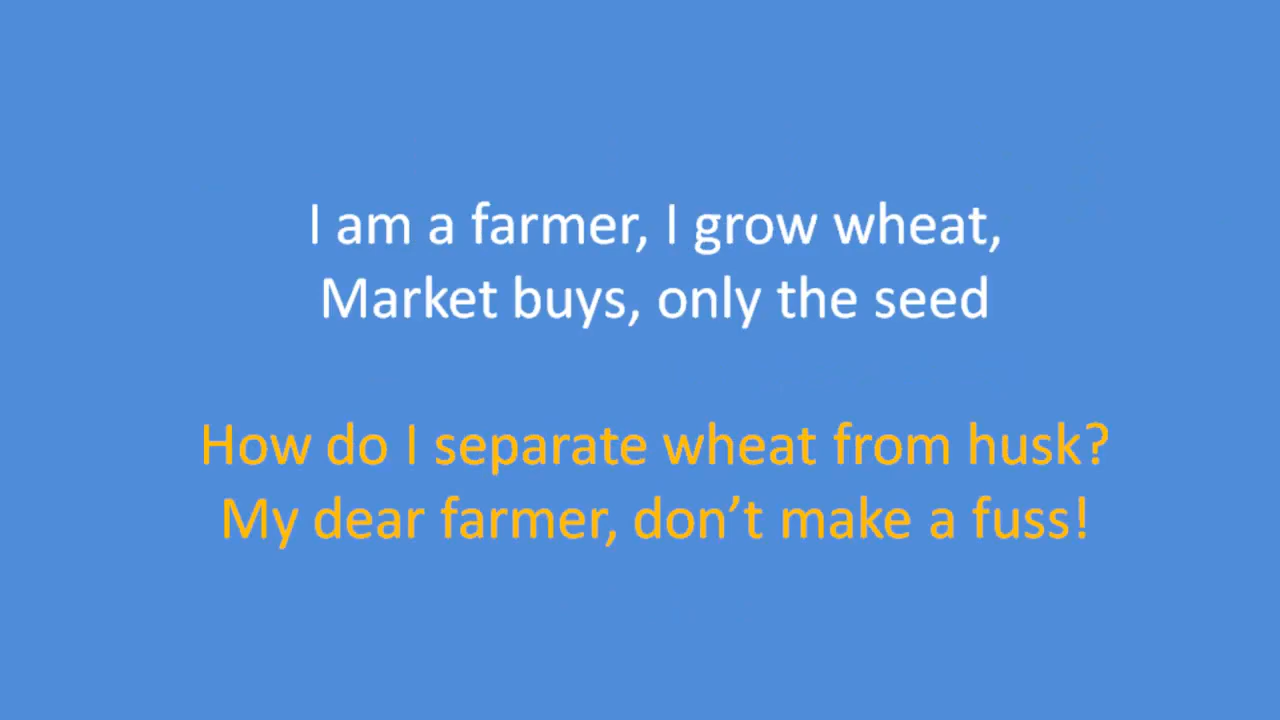 I am a farmer, I grow wheat,
Market buys, only the seed
How do I separate wheat from husk?
My dear farmer, don’t make a fuss!